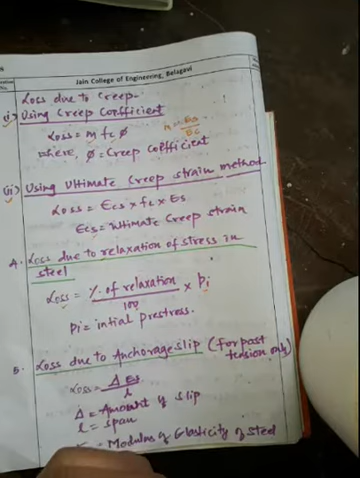 Jain College of Engineering, Belagavi
Loss due to Creep.
(i) Using Creep Coefficient
Loss = m fc Ø
m = Es/Ec
where, Ø = Creep coefficient
(ii) Using Ultimate Creep strain method
Loss = Ecs × fc × Es
Ecs = Ultimate Creep strain
4. Loss due to relaxation of stress in
steel
Loss = % of relaxation / 100 × Pi
Pi = intial prestress.
5. Loss due to Anchorage slip (for post
tension only)
Loss = Δ Es / l
Δ = Amount of slip
l = span
= Modulus of Elasticity of Steel